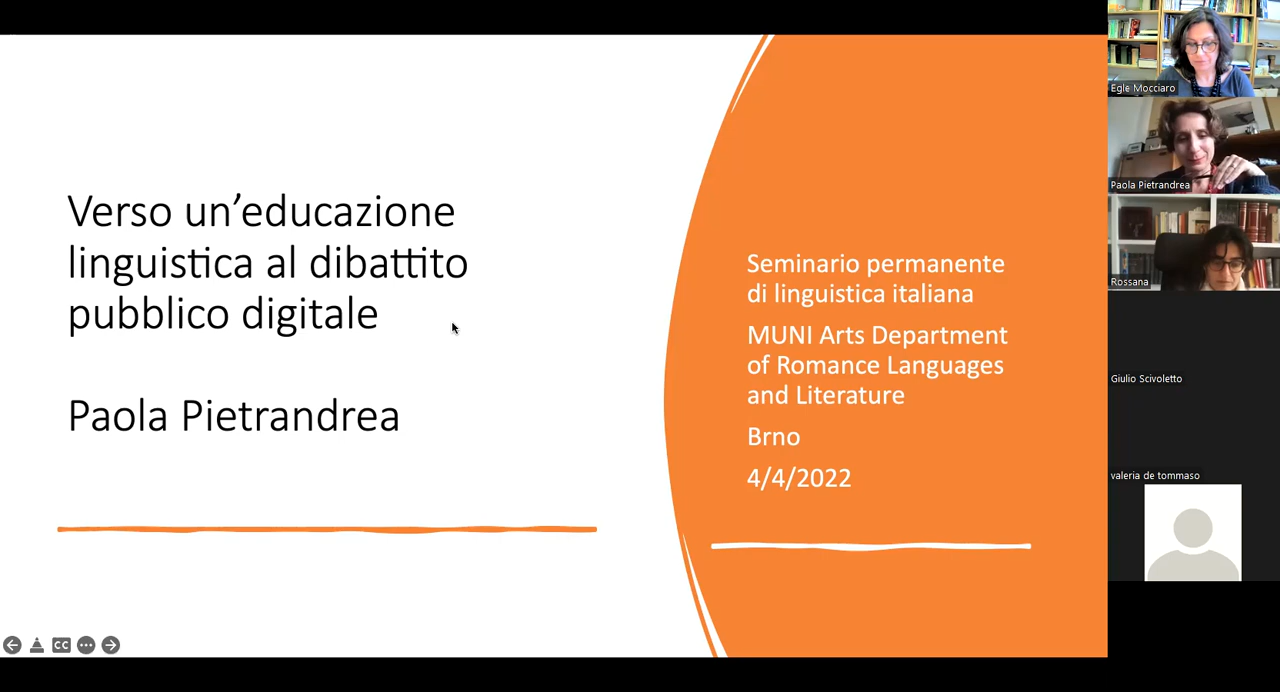 Verso un’educazione
linguistica al dibattito
pubblico digitale
Paola Pietrandrea
Seminario permanente
di linguistica italiana
MUNI Arts Department
of Romance Languages
and Literature
Brno
4/4/2022
Egle Mocciaro
Paola Pietrandrea
Rossana
Giulio Scivoletto
valeria de tommaso
CC